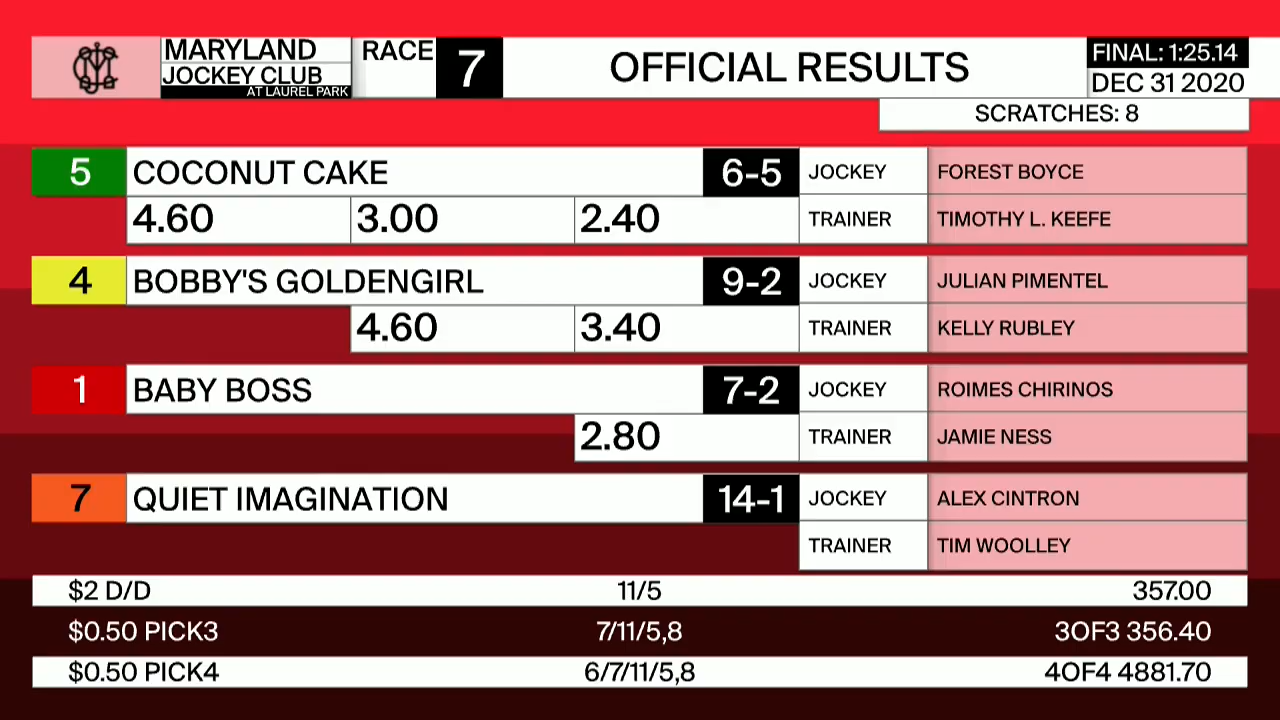 MARYLAND
JOCKEY CLUB
AT LAUREL PARK
RACE 7
OFFICIAL RESULTS
FINAL: 1:25.14
DEC 31 2020
SCRATCHES: 8
5 COCONUT CAKE 6-5 JOCKEY FOREST BOYCE
4.60 3.00 2.40 TRAINER TIMOTHY L. KEEFE
4 BOBBY'S GOLDENGIRL 9-2 JOCKEY JULIAN PIMENTEL
4.60 3.40 TRAINER KELLY RUBLEY
1 BABY BOSS 7-2 JOCKEY ROIMES CHIRINOS
2.80 TRAINER JAMIE NESS
7 QUIET IMAGINATION 14-1 JOCKEY ALEX CINTRON
TRAINER TIM WOOLLEY
$2 D/D 11/5 357.00
$0.50 PICK3 7/11/5,8 3OF3 356.40
$0.50 PICK4 6/7/11/5,8 4OF4 4881.70